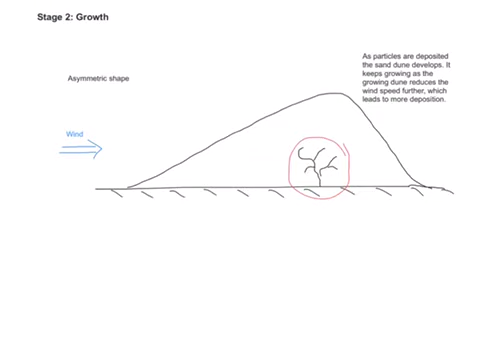 Stage 2: Growth
As particles are deposited
the sand dune develops. It
keeps growing as the
growing dune reduces the
wind speed further, which
leads to more deposition.
Asymmetric shape
Wind